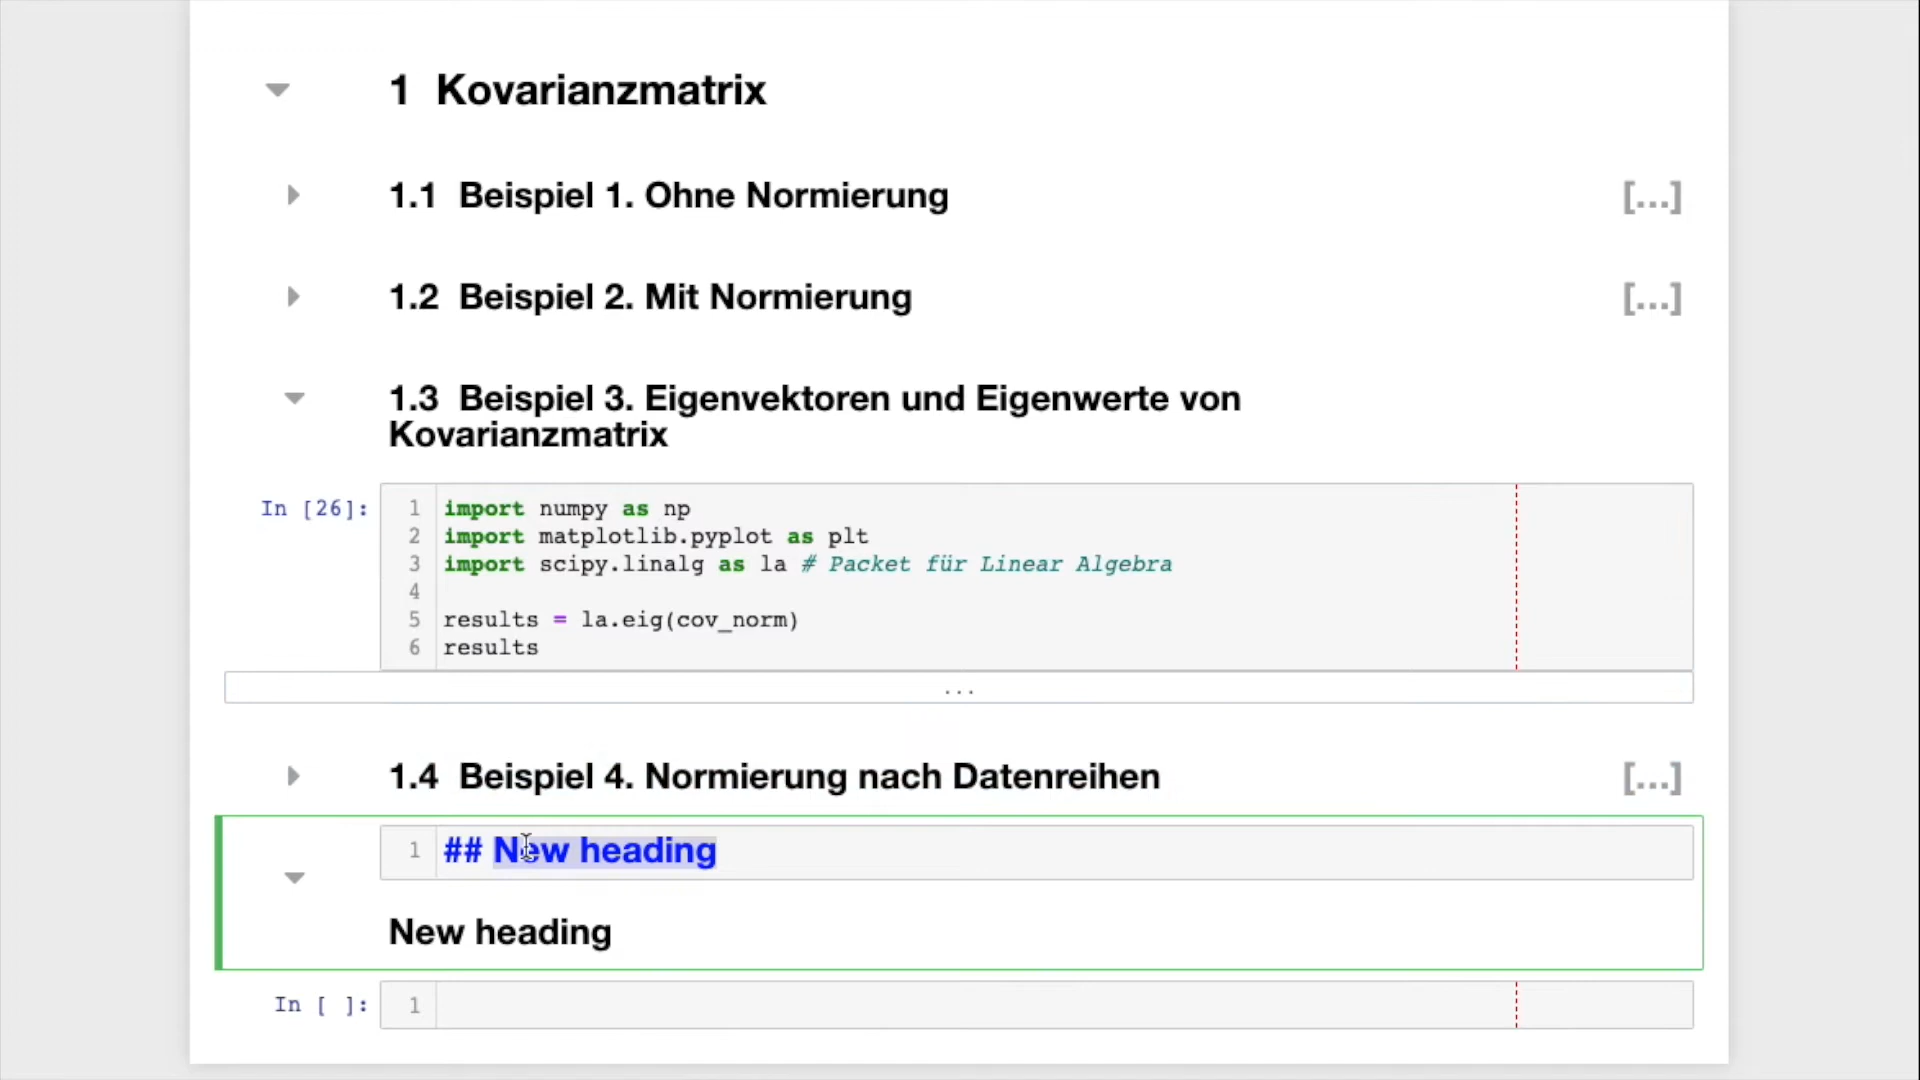 1 Kovarianzmatrix
1.1 Beispiel 1. Ohne Normierung
[...]
1.2 Beispiel 2. Mit Normierung
[...]
1.3 Beispiel 3. Eigenvektoren und Eigenwerte von
Kovarianzmatrix
In [26]:
1 import numpy as np
2 import matplotlib.pyplot as plt
3 import scipy.linalg as la # Packet für Linear Algebra
4
5 results = la.eig(cov_norm)
6 results
...
1.4 Beispiel 4. Normierung nach Datenreihen
[...]
1 ## New heading
New heading
In [ ]:
1